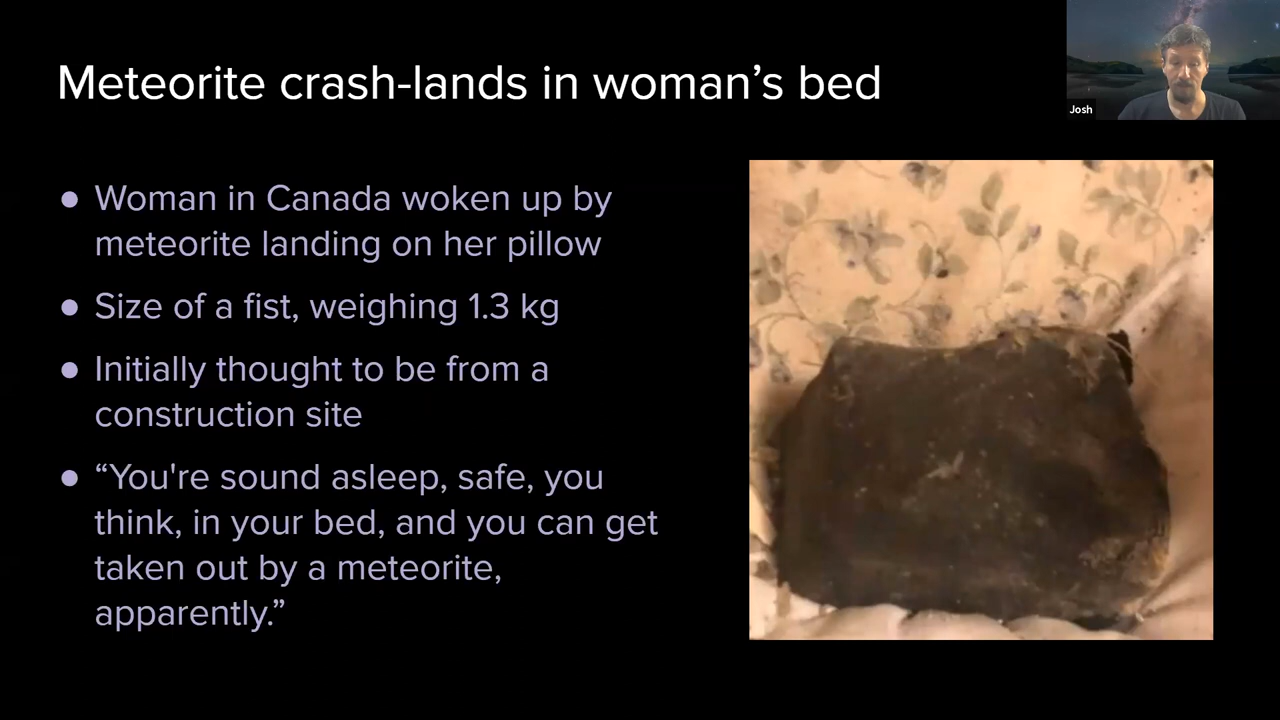 Meteorite crash-lands in woman’s bed
Josh
● Woman in Canada woken up by
meteorite landing on her pillow
● Size of a fist, weighing 1.3 kg
● Initially thought to be from a
construction site
● “You're sound asleep, safe, you
think, in your bed, and you can get
taken out by a meteorite,
apparently.”